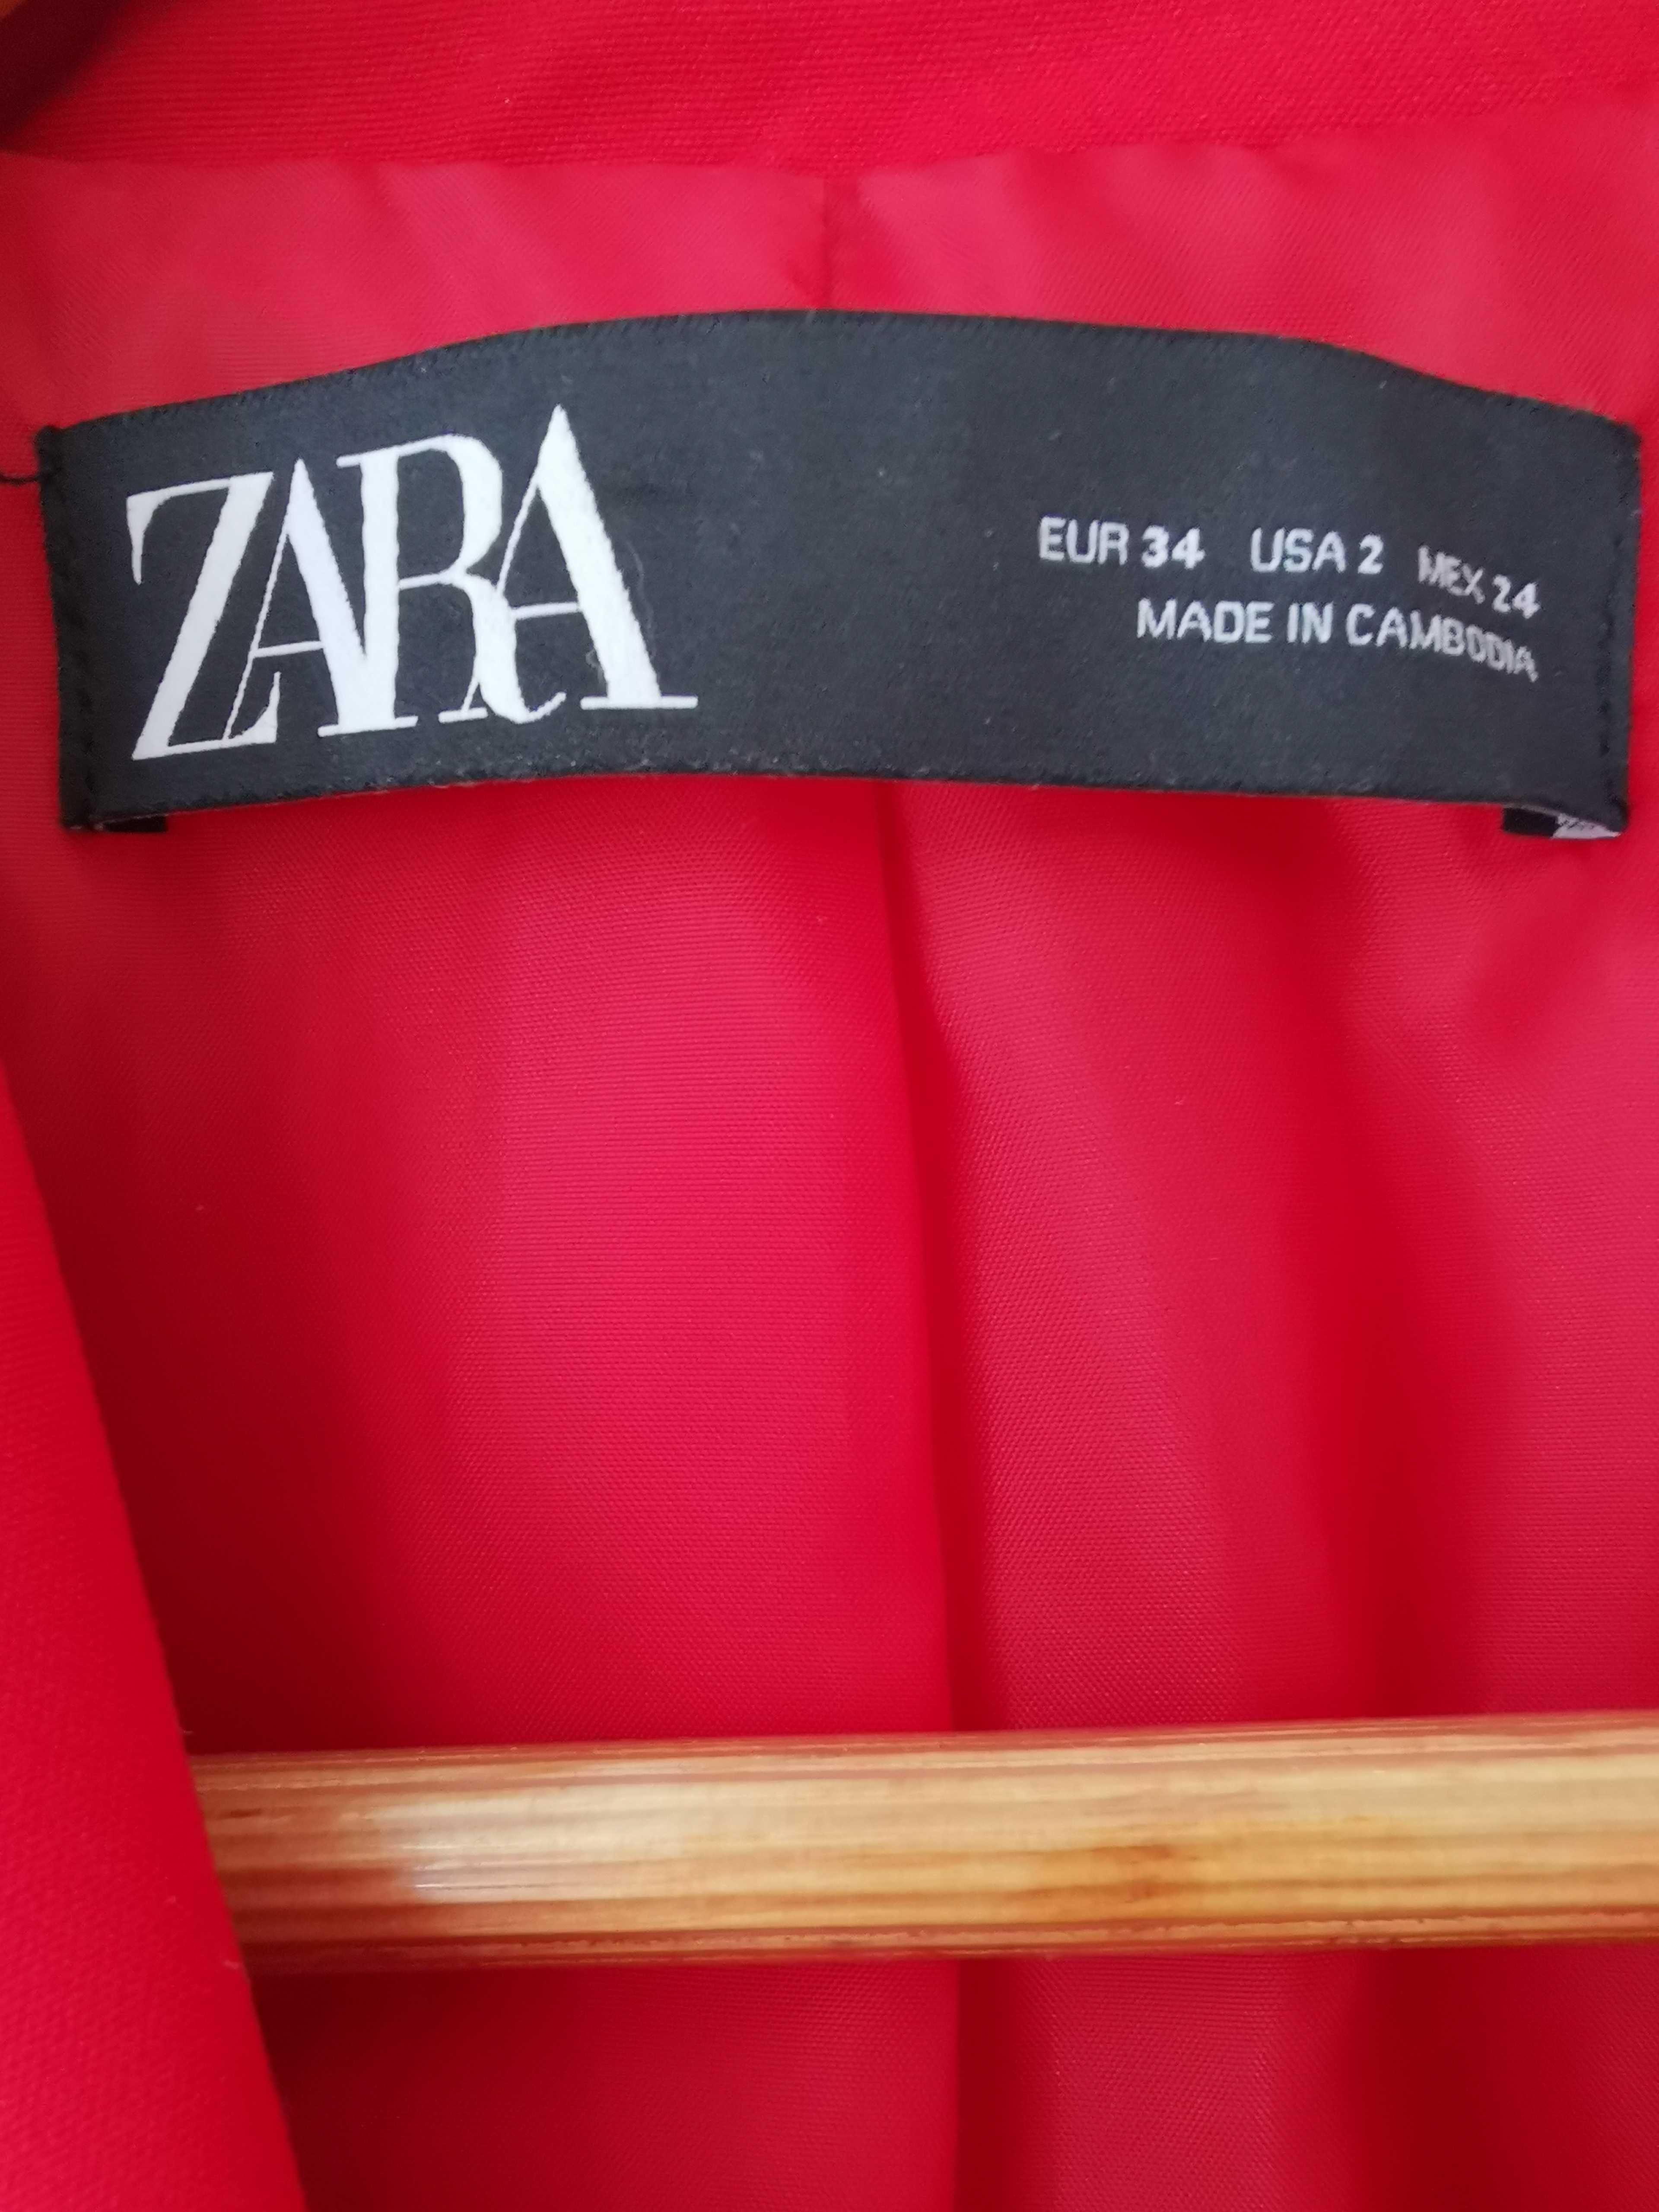 ZARA
EUR 34 USA 2 MEX 24
MADE IN CAMBODIA